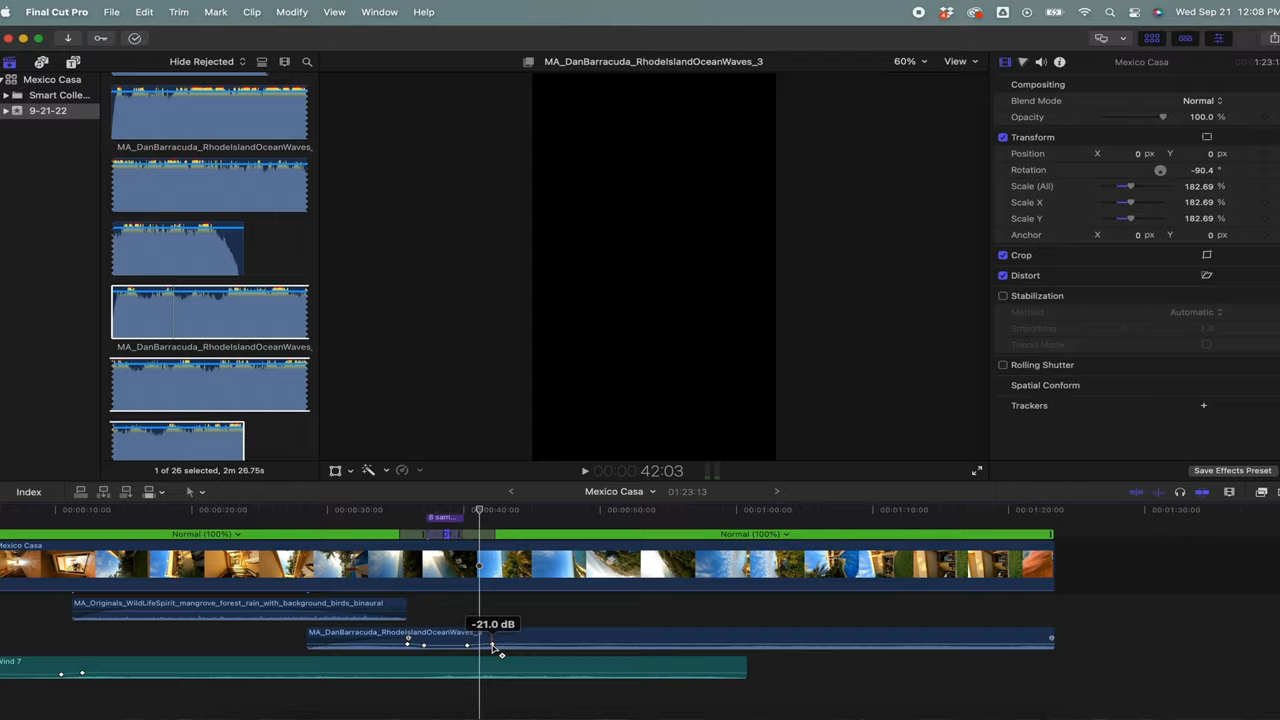 Final Cut Pro File Edit Trim Mark Clip Modify View Window Help Wed Sep 21 12:08 PM
Hide Rejected MA_DanBarracuda_RhodeIslandOceanWaves_3 60% View Mexico Casa 1:23:13
Mexico Casa
Smart Colle...
9-21-22
MA_DanBarracuda_RhodeIslandOceanWaves_
MA_DanBarracuda_RhodeIslandOceanWaves_
1 of 26 selected, 2m 26.75s
00:00:00:42:03
Compositing
Blend Mode Normal
Opacity 100.0 %
Transform
Position X 0 px Y 0 px
Rotation -90.4 °
Scale (All) 182.69 %
Scale X 182.69 %
Scale Y 182.69 %
Anchor X 0 px Y 0 px
Crop
Distort
Stabilization
Method Automatic
Smoothing 1.0
Tripod Mode
Rolling Shutter
Spatial Conform
Trackers +
Save Effects Preset
Index Mexico Casa 01:23:13
00:00:10:00 00:00:20:00 00:00:30:00 00:00:40:00 00:00:50:00 00:01:00:00 00:01:10:00 00:01:20:00 00:01:30:00
8 sam...
Normal (100%) Normal (100%)
Mexico Casa
MA_Originals_WildLifeSpirit_mangrove_forest_rain_with_background_birds_binaural
-21.0 dB
MA_DanBarracuda_RhodeIslandOceanWaves_
Wind 7